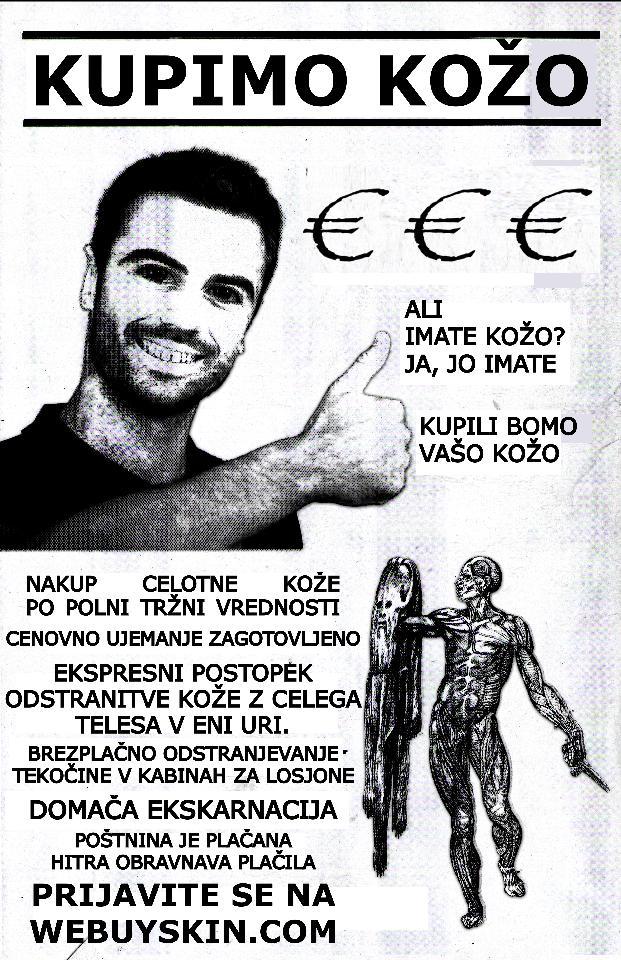 KUPIMO KOŽO
€ € €
ALI
IMATE KOŽO?
JA, JO IMATE
KUPILI BOMO
VAŠO KOŽO
NAKUP CELOTNE KOŽE
PO POLNI TRŽNI VREDNOSTI
CENOVNO UJEMANJE ZAGOTOVLJENO
EKSPRESNI POSTOPEK
ODSTRANITVE KOŽE Z CELEGA
TELESA V ENI URI.
BREZPLAČNO ODSTRANJEVANJE
TEKOČINE V KABINAH ZA LOSJONE
DOMAČA EKSKARNACIJA
POŠTNINA JE PLAČANA
HITRA OBRAVNAVA PLAČILA
PRIJAVITE SE NA
WEBUYSKIN.COM